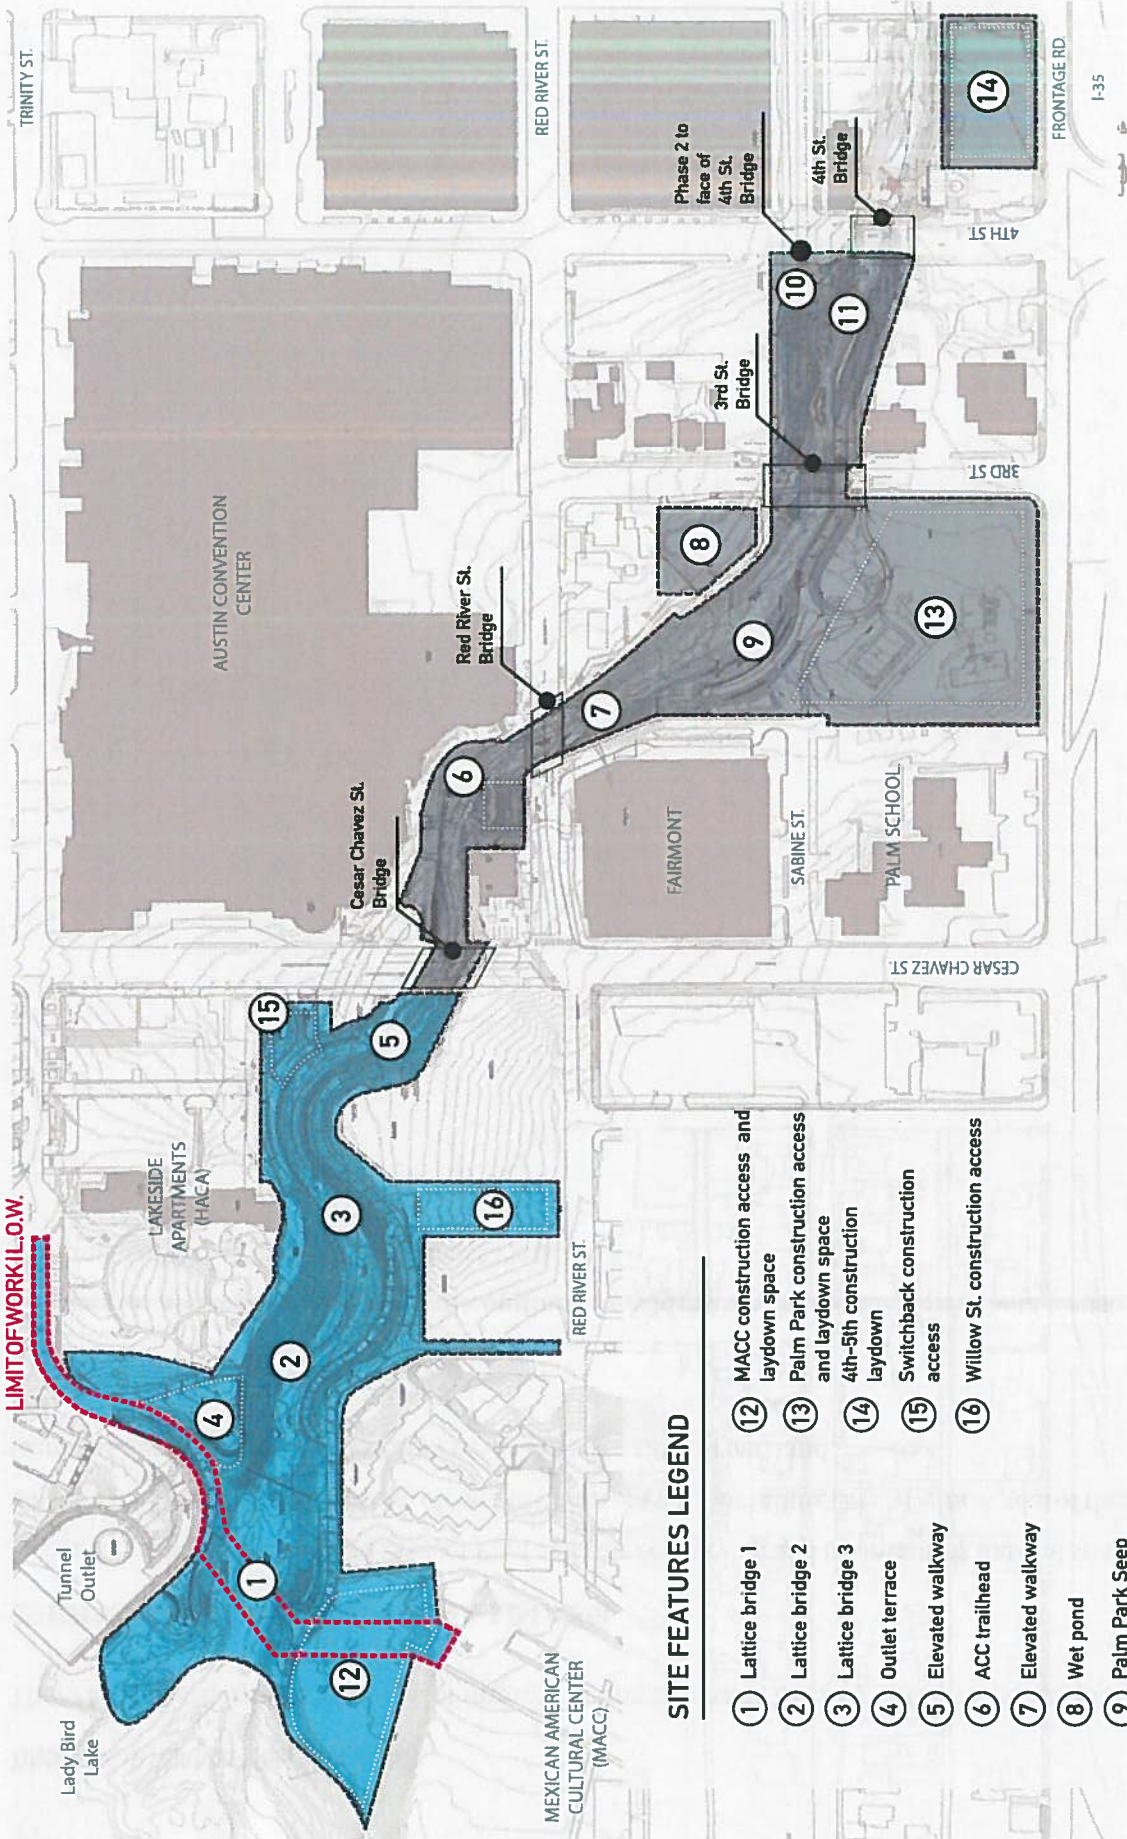 LIMIT OF WORK/L.O.W.
TRINITY ST.
RED RIVER ST.
FRONTAGE RD.
I-35
14
Phase 2 to
face of
4th St.
Bridge
4th St.
Bridge
4TH ST.
10
11
3rd St.
Bridge
3RD ST.
AUSTIN CONVENTION
CENTER
Red River St.
Bridge
8
9
13
7
6
Cesar Chavez St.
Bridge
FAIRMONT
SABINE ST.
PALM SCHOOL
CESAR CHAVEZ ST.
15
5
LAKESIDE
APARTMENTS
(HACA)
3
16
RED RIVER ST.
2
4
Tunnel
Outlet
1
12
Lady Bird
Lake
MEXICAN AMERICAN
CULTURAL CENTER
(MACC)
SITE FEATURES LEGEND
1 Lattice bridge 1
2 Lattice bridge 2
3 Lattice bridge 3
4 Outlet terrace
5 Elevated walkway
6 ACC trailhead
7 Elevated walkway
8 Wet pond
9 Palm Park Seep
12 MACC construction access and
laydown space
13 Palm Park construction access
and laydown space
14 4th-5th construction
laydown
15 Switchback construction
access
16 Willow St. construction access